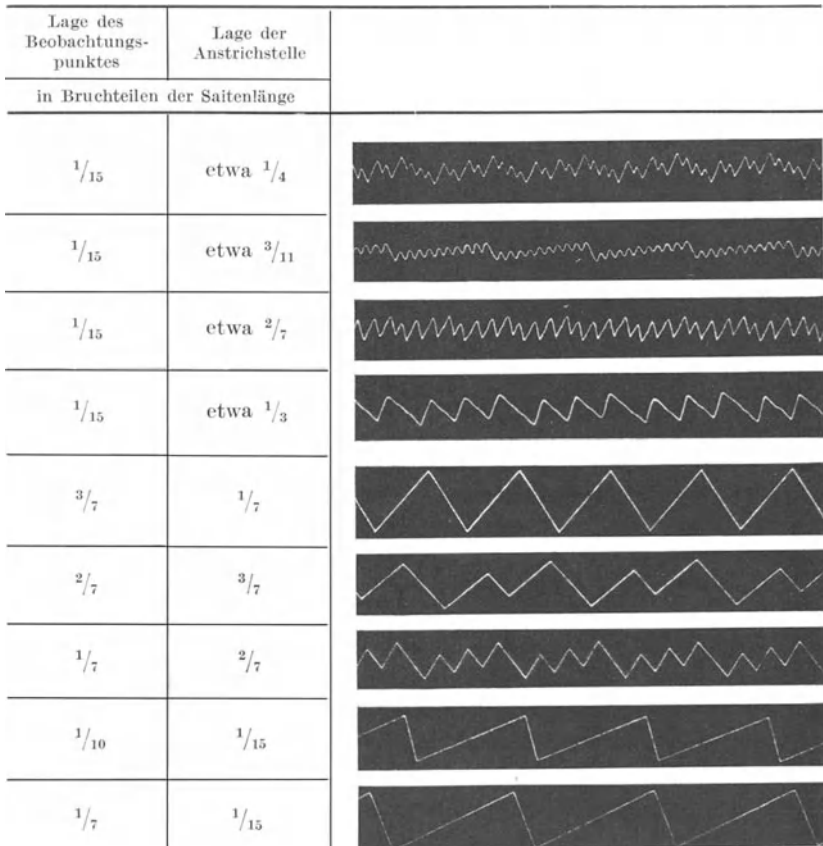 Lage des
Beobachtungs-
punktes
Lage der
Anstrichstelle
in Bruchteilen der Saitenlänge
1/15 etwa 1/4
1/15 etwa 3/11
1/15 etwa 2/7
1/15 etwa 1/3
3/7 1/7
2/7 3/7
1/7 2/7
1/10 1/15
1/7 1/15